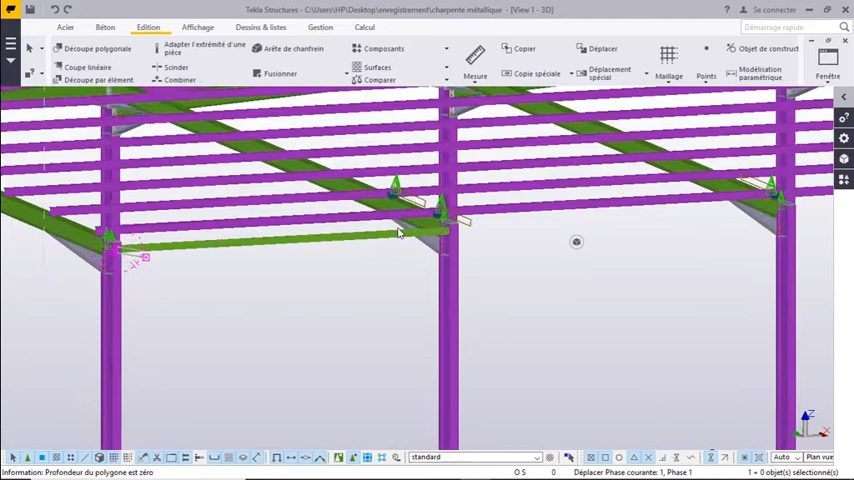 Tekla Structures - C:\Users\HP\Desktop\enregistrement\charpente métallique - [View 1 - 3D]
Se connecter
Acier Béton Edition Affichage Dessins & listes Gestion Calcul
Démarrage rapide
Découpe polygonale
Coupe linéaire
Découpe par élément
Adapter l'extrémité d'une pièce
Scinder
Combiner
Arête de chanfrein
Fusionner
Composants
Surfaces
Comparer
Mesure
Copier
Copie spéciale
Déplacer
Déplacement spécial
Maillage
Points
Objet de construct
Modélisation paramétrique
Fenêtre
Z
X
standard
Auto
Plan vue
Information: Profondeur du polygone est zéro
O S 0 Déplacer Phase courante: 1, Phase 1 1 + 0 objet(s) sélectionné(s)